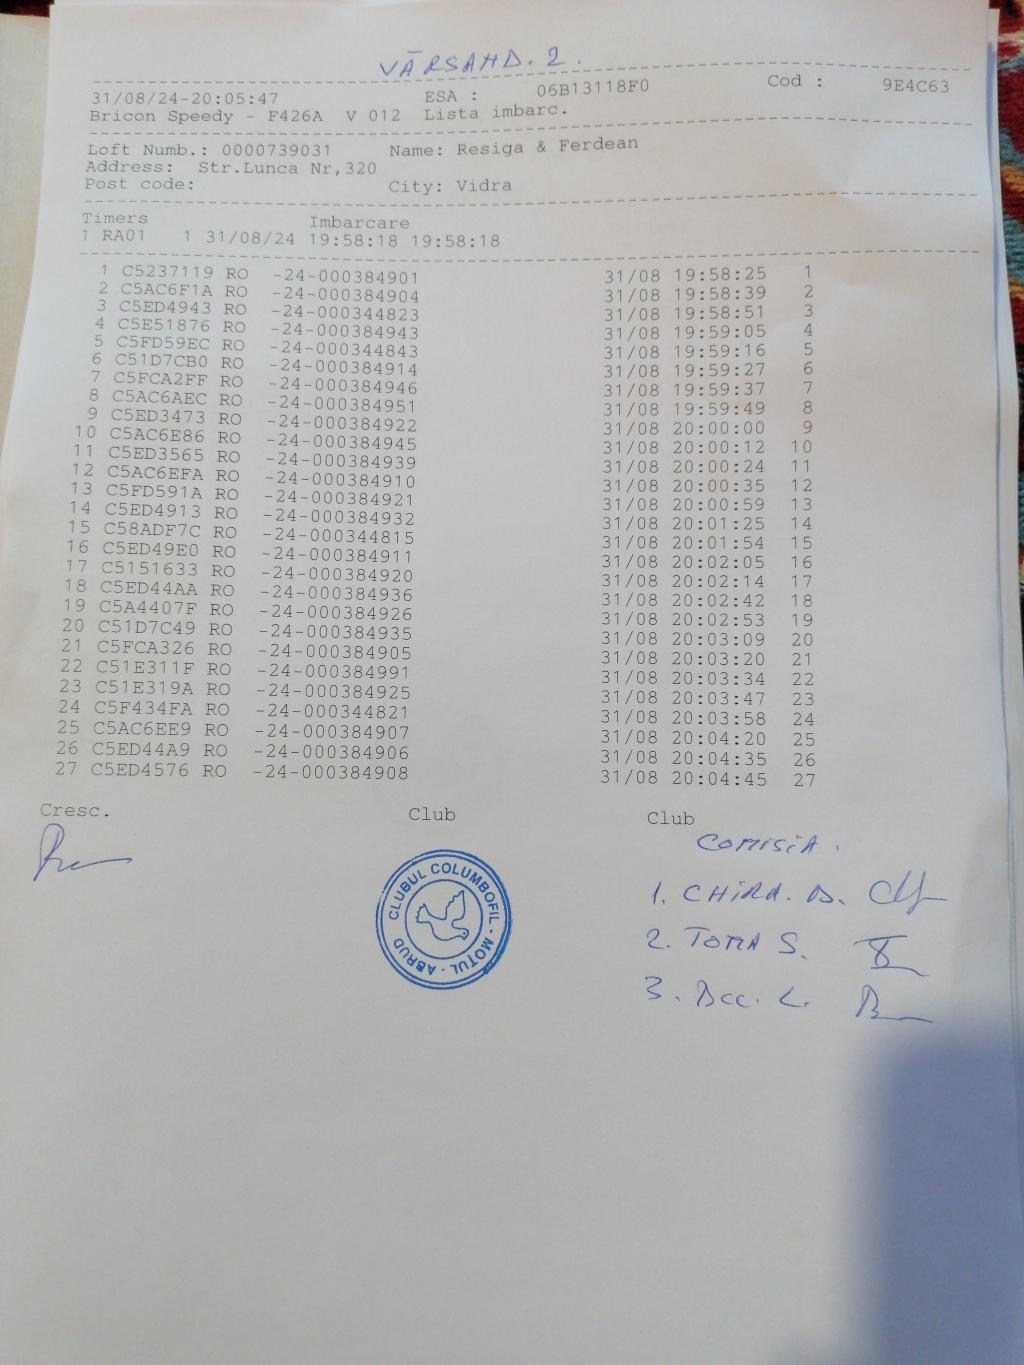 VĂRSAND. 2.
31/08/24-20:05:47 ESA : 06B13118F0 Cod : 9E4C63
Bricon Speedy - F426A V 012 Lista imbarc.
Loft Numb.: 0000739031 Name: Resiga & Ferdean
Address: Str.Lunca Nr,320
Post code: City: Vidra
Timers Imbarcare
1 RA01 1 31/08/24 19:58:18 19:58:18
1 C5237119 RO -24-000384901 31/08 19:58:25 1
2 C5AC6F1A RO -24-000384904 31/08 19:58:39 2
3 C5ED4943 RO -24-000344823 31/08 19:58:51 3
4 C5E51876 RO -24-000384943 31/08 19:59:05 4
5 C5FD59EC RO -24-000344843 31/08 19:59:16 5
6 C51D7CB0 RO -24-000384914 31/08 19:59:27 6
7 C5FCA2FF RO -24-000384946 31/08 19:59:37 7
8 C5AC6AEC RO -24-000384951 31/08 19:59:49 8
9 C5ED3473 RO -24-000384922 31/08 20:00:00 9
10 C5AC6E86 RO -24-000384945 31/08 20:00:12 10
11 C5ED3565 RO -24-000384939 31/08 20:00:24 11
12 C5AC6EFA RO -24-000384910 31/08 20:00:35 12
13 C5FD591A RO -24-000384921 31/08 20:00:59 13
14 C5ED4913 RO -24-000384932 31/08 20:01:25 14
15 C58ADF7C RO -24-000344815 31/08 20:01:54 15
16 C5ED49E0 RO -24-000384911 31/08 20:02:05 16
17 C5151633 RO -24-000384920 31/08 20:02:14 17
18 C5ED44AA RO -24-000384936 31/08 20:02:42 18
19 C5A4407F RO -24-000384926 31/08 20:02:53 19
20 C51D7C49 RO -24-000384935 31/08 20:03:09 20
21 C5FCA326 RO -24-000384905 31/08 20:03:20 21
22 C51E311F RO -24-000384991 31/08 20:03:34 22
23 C51E319A RO -24-000384925 31/08 20:03:47 23
24 C5F434FA RO -24-000344821 31/08 20:03:58 24
25 C5AC6EE9 RO -24-000384907 31/08 20:04:20 25
26 C5ED44A9 RO -24-000384906 31/08 20:04:35 26
27 C5ED4576 RO -24-000384908 31/08 20:04:45 27
Cresc. Club Club
COMISIA.
1. CHIRA. D.
2. TOMA S.
3. L.
CLUBUL COLUMBOFIL - MOTUL - ABRUD